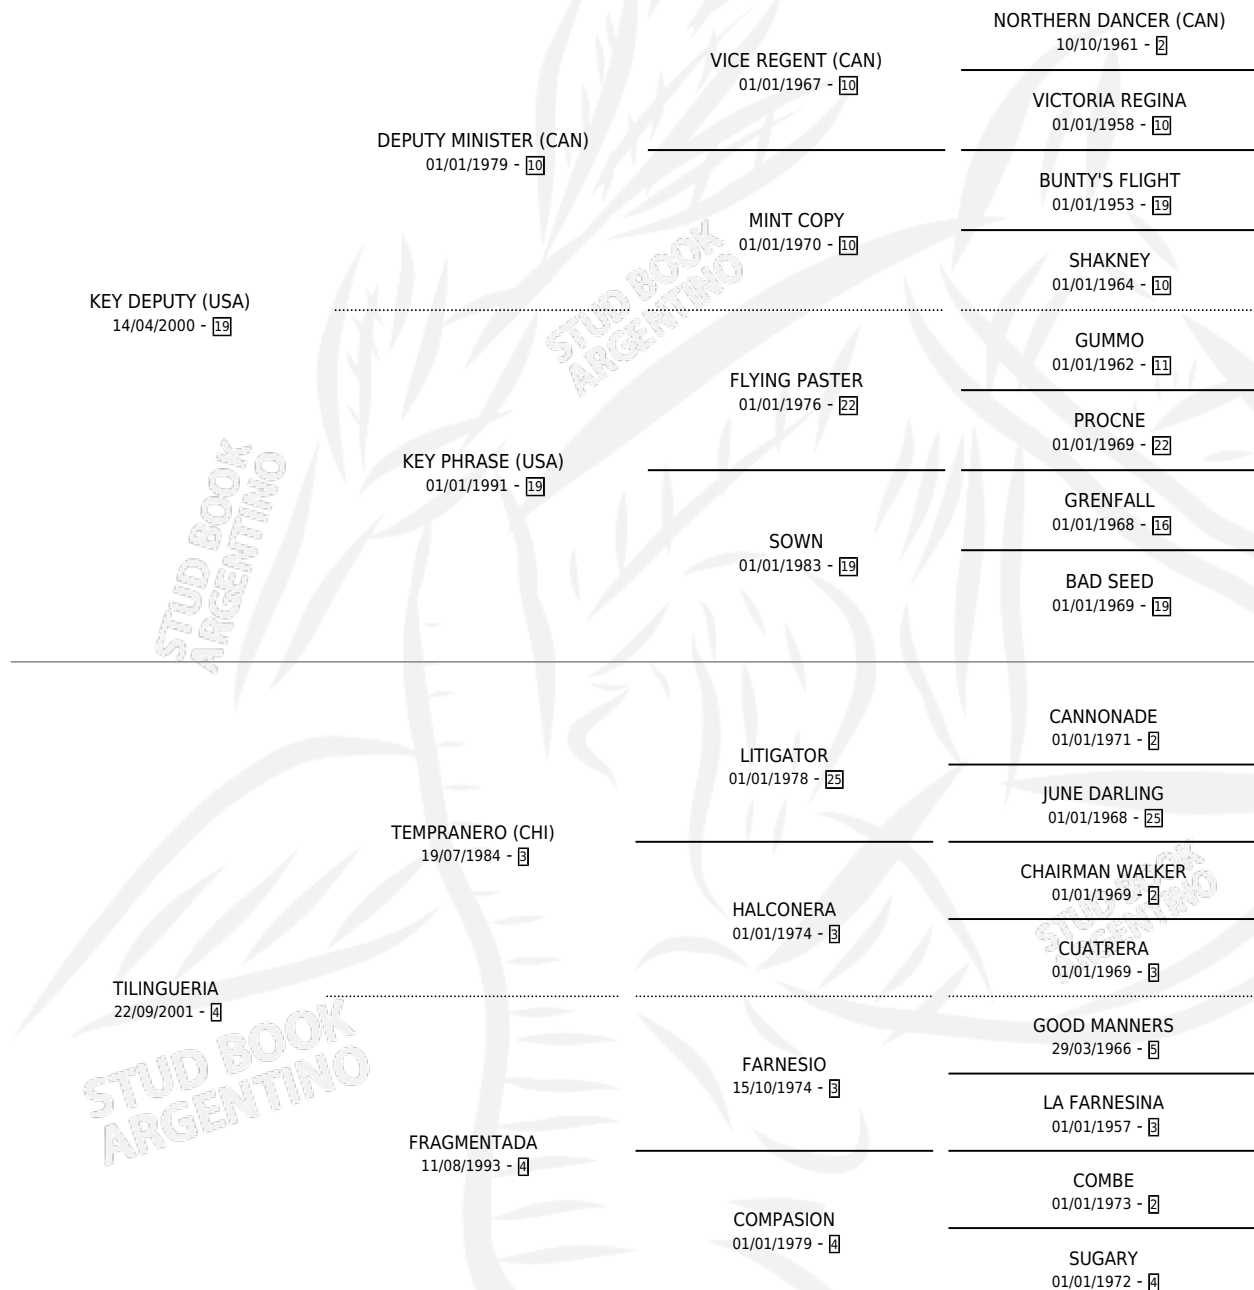 NORTHERN DANCER (CAN)
10/10/1961 - 2
VICE REGENT (CAN)
01/01/1967 - 10
VICTORIA REGINA
01/01/1958 - 10
DEPUTY MINISTER (CAN)
01/01/1979 - 10
BUNTY'S FLIGHT
01/01/1953 - 19
MINT COPY
01/01/1970 - 10
SHAKNEY
01/01/1964 - 10
KEY DEPUTY (USA)
14/04/2000 - 19
GUMMO
01/01/1962 - 11
FLYING PASTER
01/01/1976 - 22
PROCNE
01/01/1969 - 22
KEY PHRASE (USA)
01/01/1991 - 19
GRENFALL
01/01/1968 - 16
SOWN
01/01/1983 - 19
BAD SEED
01/01/1969 - 19
CANNONADE
01/01/1971 - 2
LITIGATOR
01/01/1978 - 25
JUNE DARLING
01/01/1968 - 25
TEMPRANERO (CHI)
19/07/1984 - 3
CHAIRMAN WALKER
01/01/1969 - 2
HALCONERA
01/01/1974 - 3
CUATRERA
01/01/1969 - 3
TILINGUERIA
22/09/2001 - 4
GOOD MANNERS
29/03/1966 - 5
FARNESIO
15/10/1974 - 3
LA FARNESINA
01/01/1957 - 3
FRAGMENTADA
11/08/1993 - 4
COMBE
01/01/1973 - 2
COMPASION
01/01/1979 - 4
SUGARY
01/01/1972 - 4
STUD BOOK
ARGENTINO
STUD BOOK
ARGENTINO
STUD BOOK
ARGENTINO
STUD BOOK
ARGENTINO